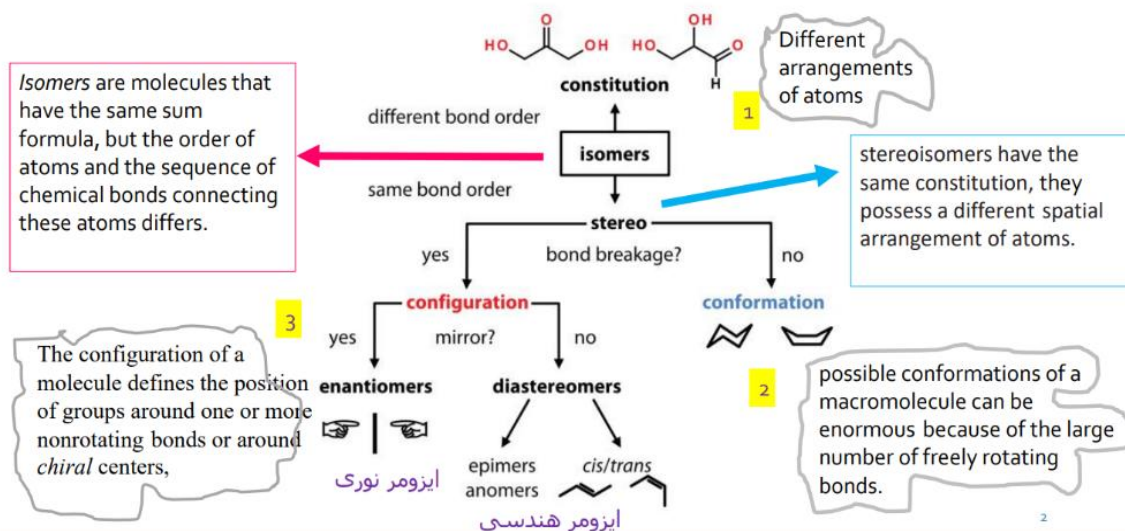 Isomers are molecules that
have the same sum
formula, but the order of
atoms and the sequence of
chemical bonds connecting
these atoms differs.
O
HO
OH
OH
HO
O
H
constitution
Different
arrangements
of atoms
1
different bond order
isomers
same bond order
stereoisomers have the
same constitution, they
possess a different spatial
arrangement of atoms.
stereo
yes
bond breakage?
no
configuration
conformation
3
yes
mirror?
no
The configuration of a
molecule defines the position
of groups around one or more
nonrotating bonds or around
chiral centers,
enantiomers
diastereomers
2
possible conformations of a
macromolecule can be
enormous because of the large
number of freely rotating
bonds.
ایزومر نوری
epimers
anomers
cis/trans
ایزومر هندسی
2